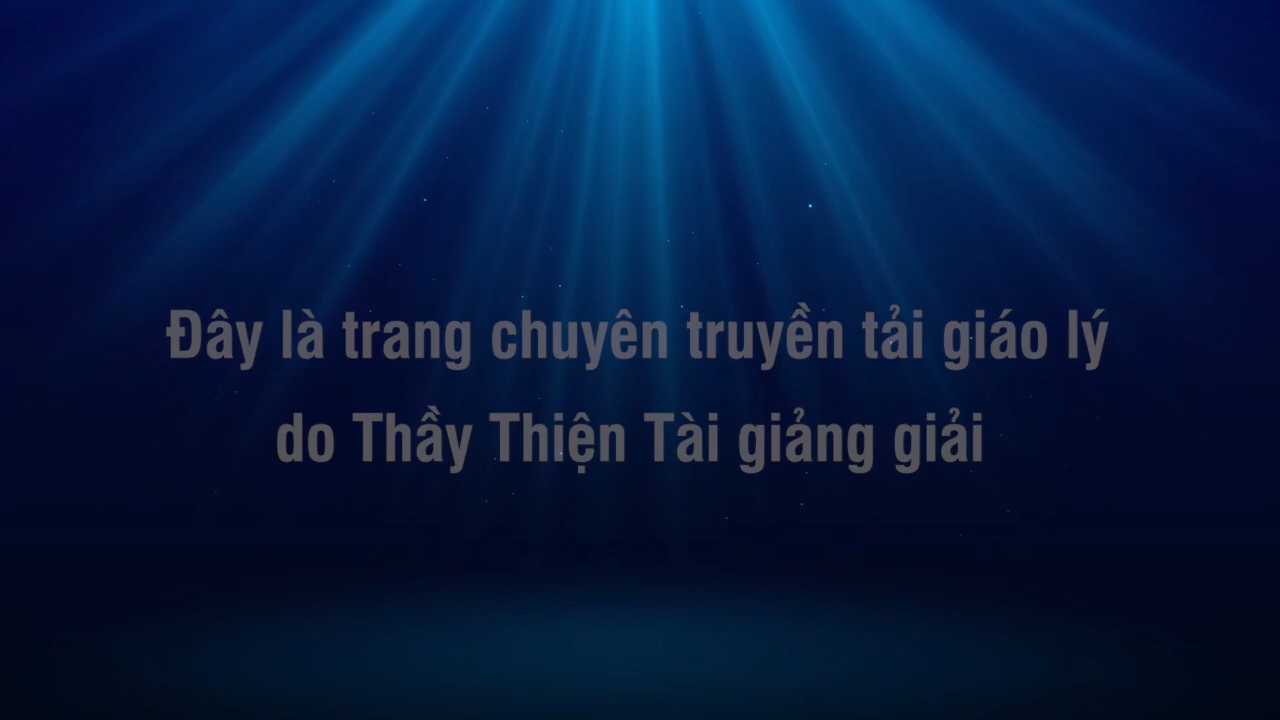 Đây là trang chuyên truyền tải giáo lý
do Thầy Thiện Tài giảng giải